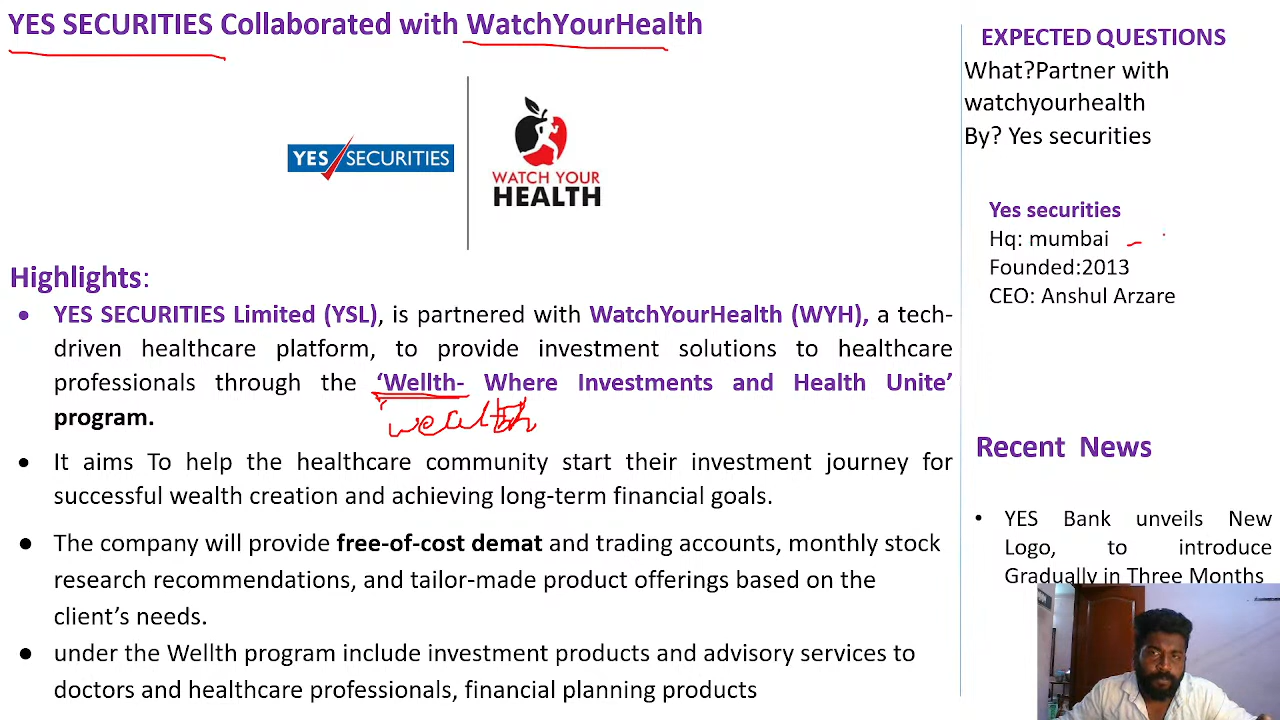 YES SECURITIES Collaborated with WatchYourHealth
YES SECURITIES
WATCH YOUR
HEALTH
Highlights:
• YES SECURITIES Limited (YSL), is partnered with WatchYourHealth (WYH), a tech-
driven healthcare platform, to provide investment solutions to healthcare
professionals through the ‘Wellth- Where Investments and Health Unite’
program.
wealth
• It aims To help the healthcare community start their investment journey for
successful wealth creation and achieving long-term financial goals.
● The company will provide free-of-cost demat and trading accounts, monthly stock
research recommendations, and tailor-made product offerings based on the
client’s needs.
● under the Wellth program include investment products and advisory services to
doctors and healthcare professionals, financial planning products
EXPECTED QUESTIONS
What?Partner with
watchyourhealth
By? Yes securities
Yes securities
Hq: mumbai
Founded:2013
CEO: Anshul Arzare
Recent News
• YES Bank unveils New
Logo, to introduce
Gradually in Three Months